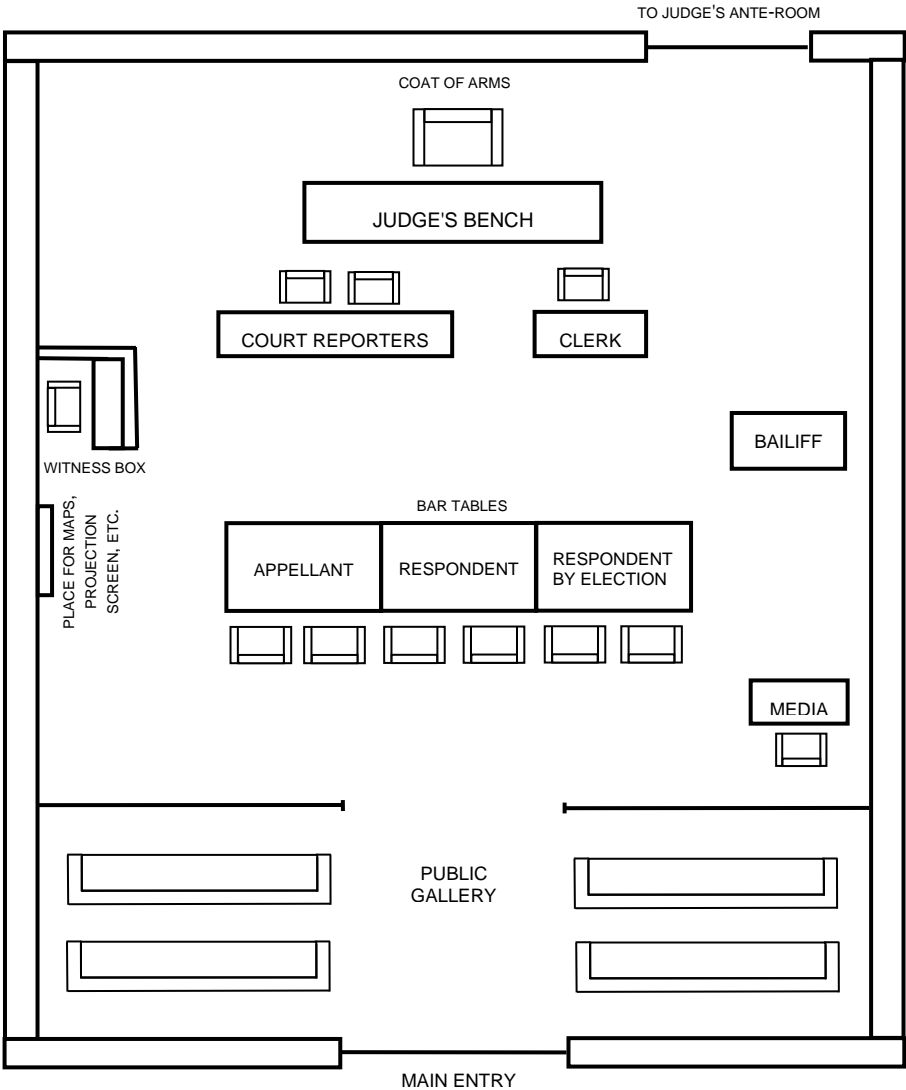 TO JUDGE'S ANTE-ROOM
COAT OF ARMS
JUDGE'S BENCH
COURT REPORTERS
CLERK
BAILIFF
WITNESS BOX
PLACE FOR MAPS,
PROJECTION
SCREEN, ETC.
BAR TABLES
APPELLANT
RESPONDENT
RESPONDENT
BY ELECTION
MEDIA
PUBLIC
GALLERY
MAIN ENTRY